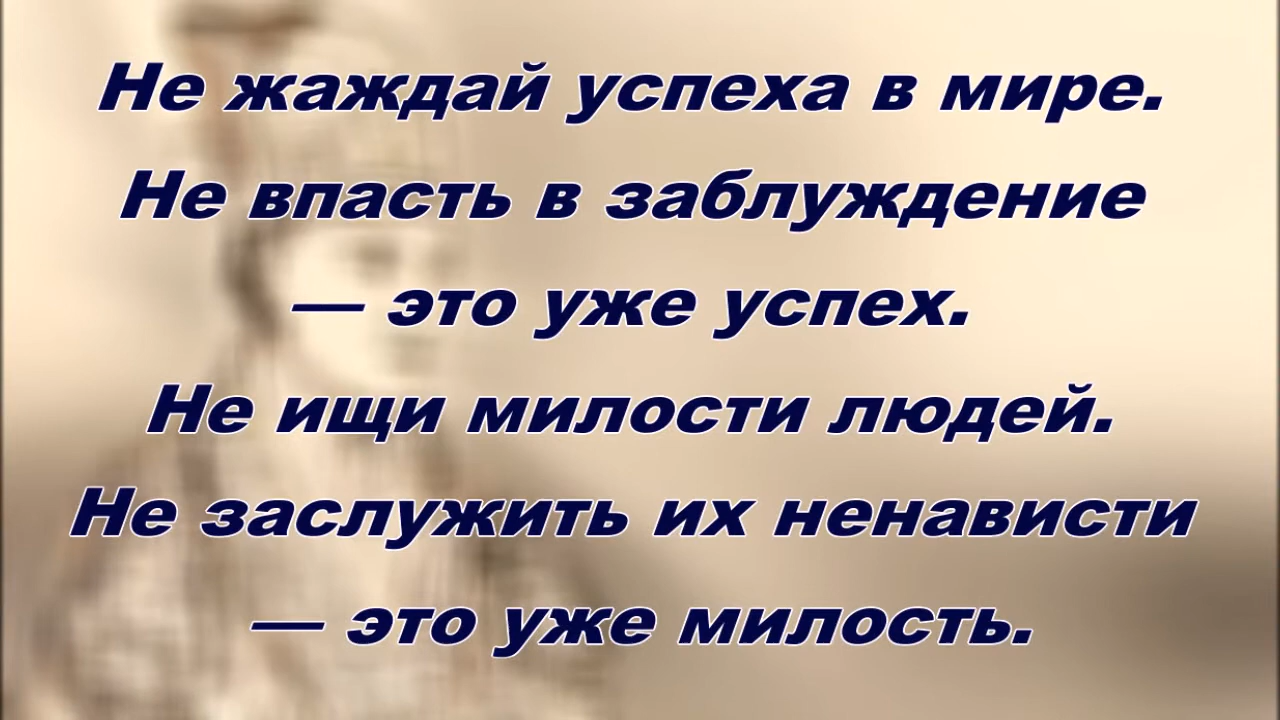 Не жаждай успеха в мире.
Не впасть в заблуждение
— это уже успех.
Не ищи милости людей.
Не заслужить их ненависти
— это уже милость.